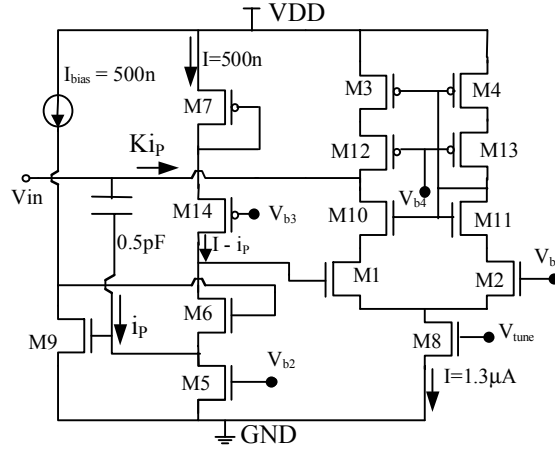 VDD
I=500n
Ibias = 500n
M7
M3
M4
KiP
M12
M13
Vin
M14
Vb3
Vb4
M10
M11
0.5pF
I - iP
M1
M2
Vb
M6
M9
iP
M8
Vtune
M5
Vb2
I=1.3µA
GND